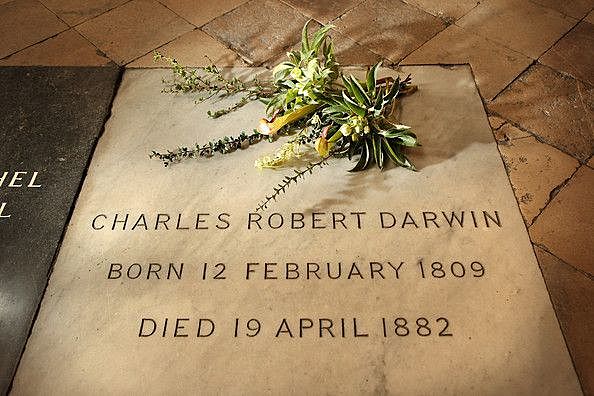 CHARLES ROBERT DARWIN
BORN 12 FEBRUARY 1809
DIED 19 APRIL 1882